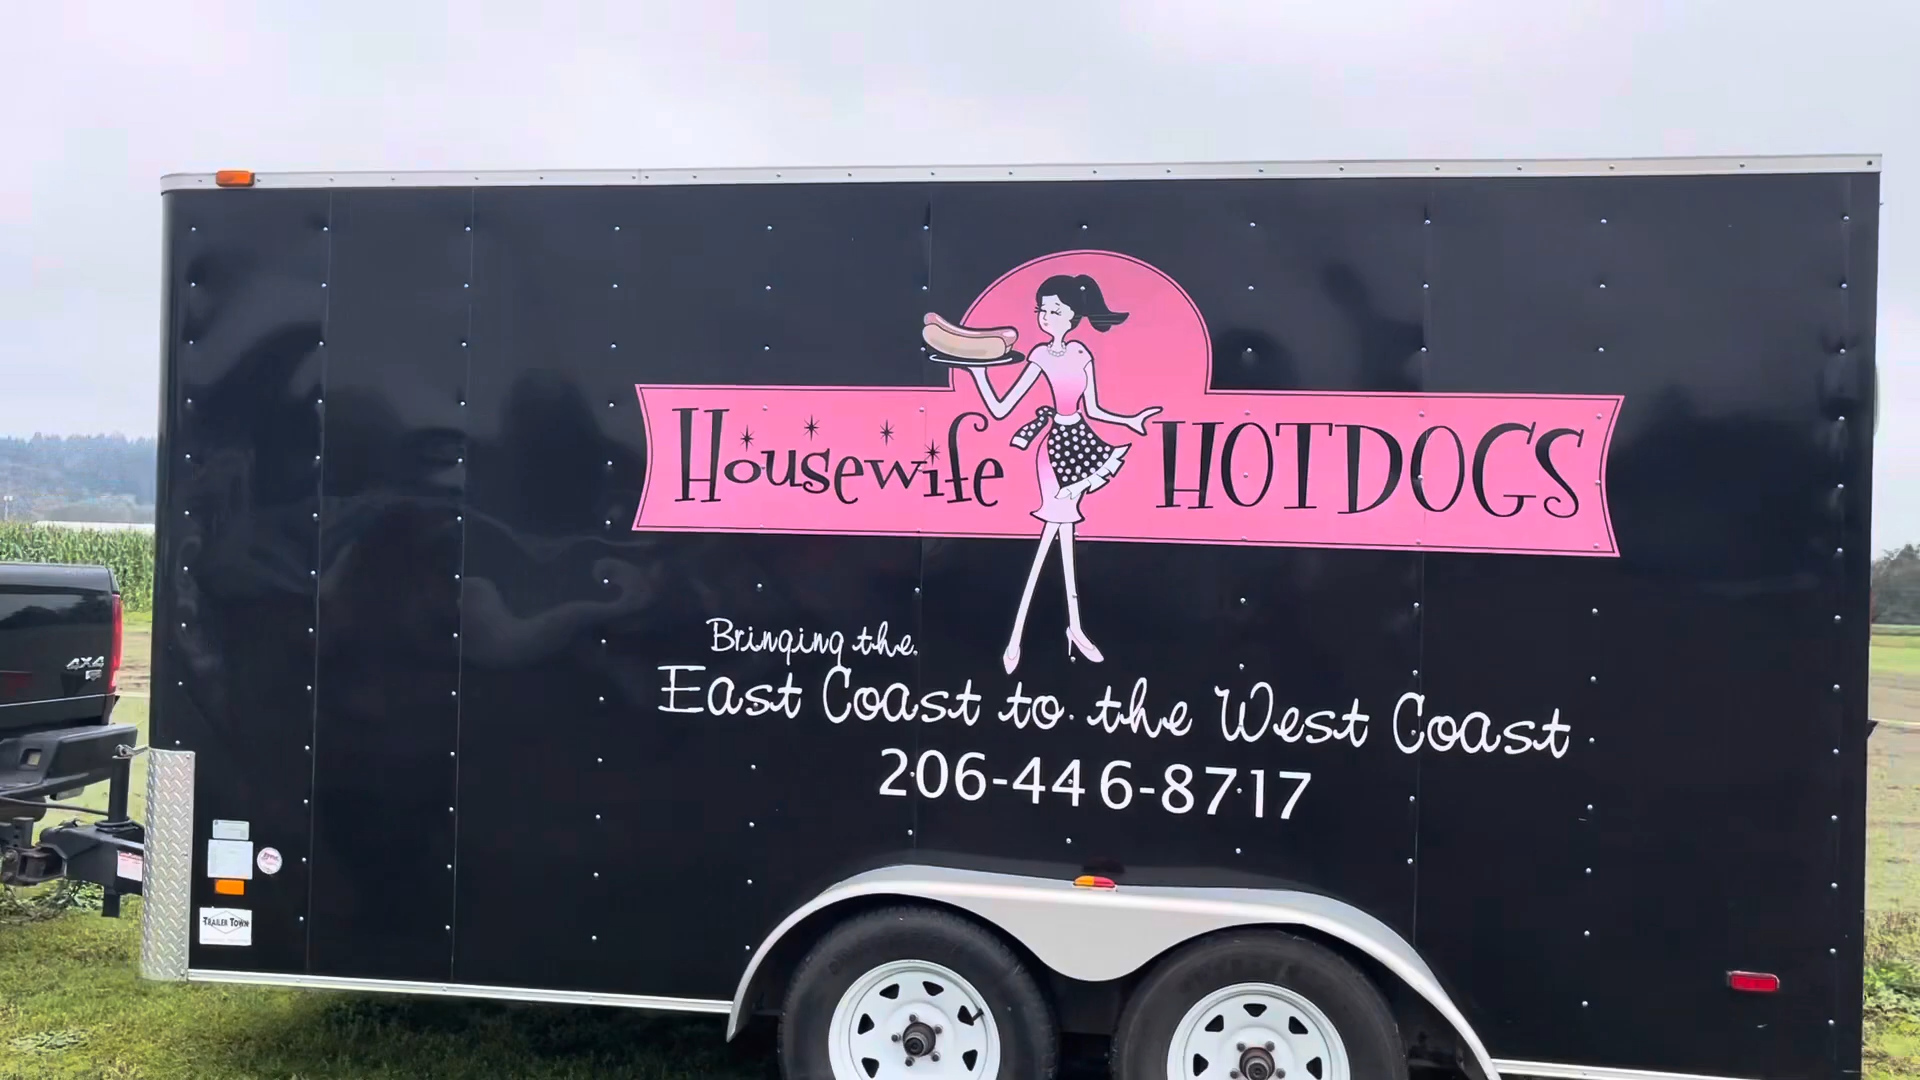 Housewife HOTDOGS
Bringing the
East Coast to the West Coast
206-446-8717
4X4
TRAILER TOWN